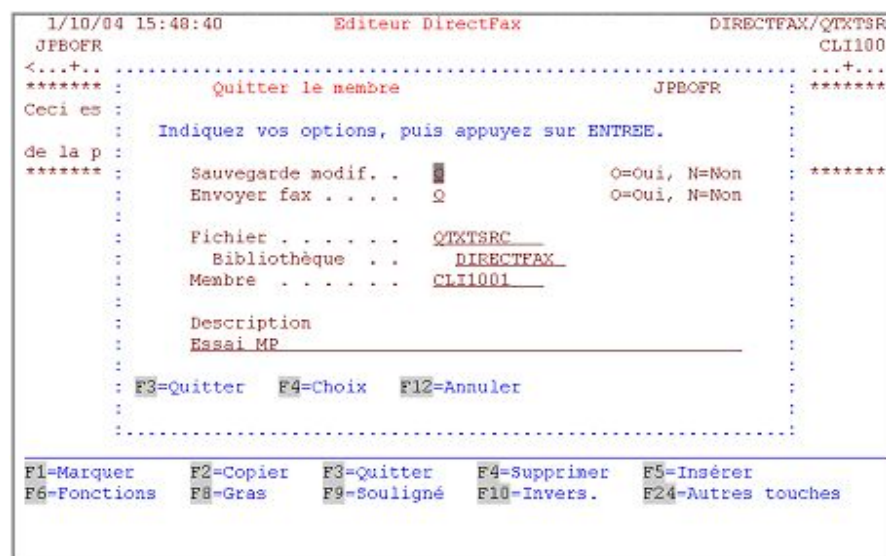 1/10/04 15:48:40 Editeur DirectFax DIRECTFAX/QTXTSR
JPBOFR CLI100
<...+.. ...+...
******* : Quitter le membre JPBOFR : *******
Ceci es :
: Indiquez vos options, puis appuyez sur ENTREE. :
de la p :
******* : Sauvegarde modif. . O O=Oui, N=Non : *******
: Envoyer fax . . . . O O=Oui, N=Non :
: Fichier . . . . . . QTXTSRC :
: Bibliothèque . . DIRECTFAX :
: Membre . . . . . . CLI1001 :
: Description :
: Essai MP :
: F3=Quitter F4=Choix F12=Annuler :
F1=Marquer F2=Copier F3=Quitter F4=Supprimer F5=Insérer
F6=Fonctions F8=Gras F9=Souligné F10=Invers. F24=Autres touches